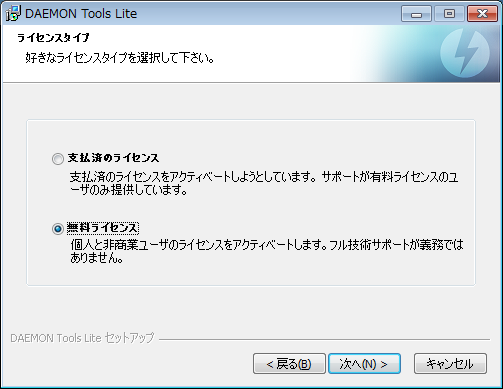 DAEMON Tools Lite
ライセンスタイプ
好きなライセンスタイプを選択して下さい。
支払済のライセンス
支払済のライセンスをアクティベートしようとしています。サポートが有料ライセンスのユ
ーザのみ提供しています。
無料ライセンス
個人と非商業ユーザのライセンスをアクティベートします。フル技術サポートが義務では
ありません。
DAEMON Tools Lite セットアップ
< 戻る(B)
次へ(N) >
キャンセル